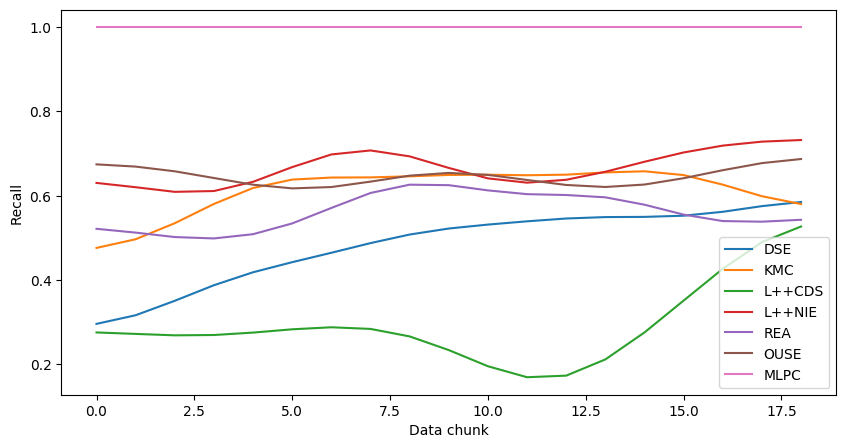 1.0
0.8
0.6
0.4
0.2
Recall
0.0
2.5
5.0
7.5
10.0
12.5
15.0
17.5
Data chunk
DSE
KMC
L++CDS
L++NIE
REA
OUSE
MLPC